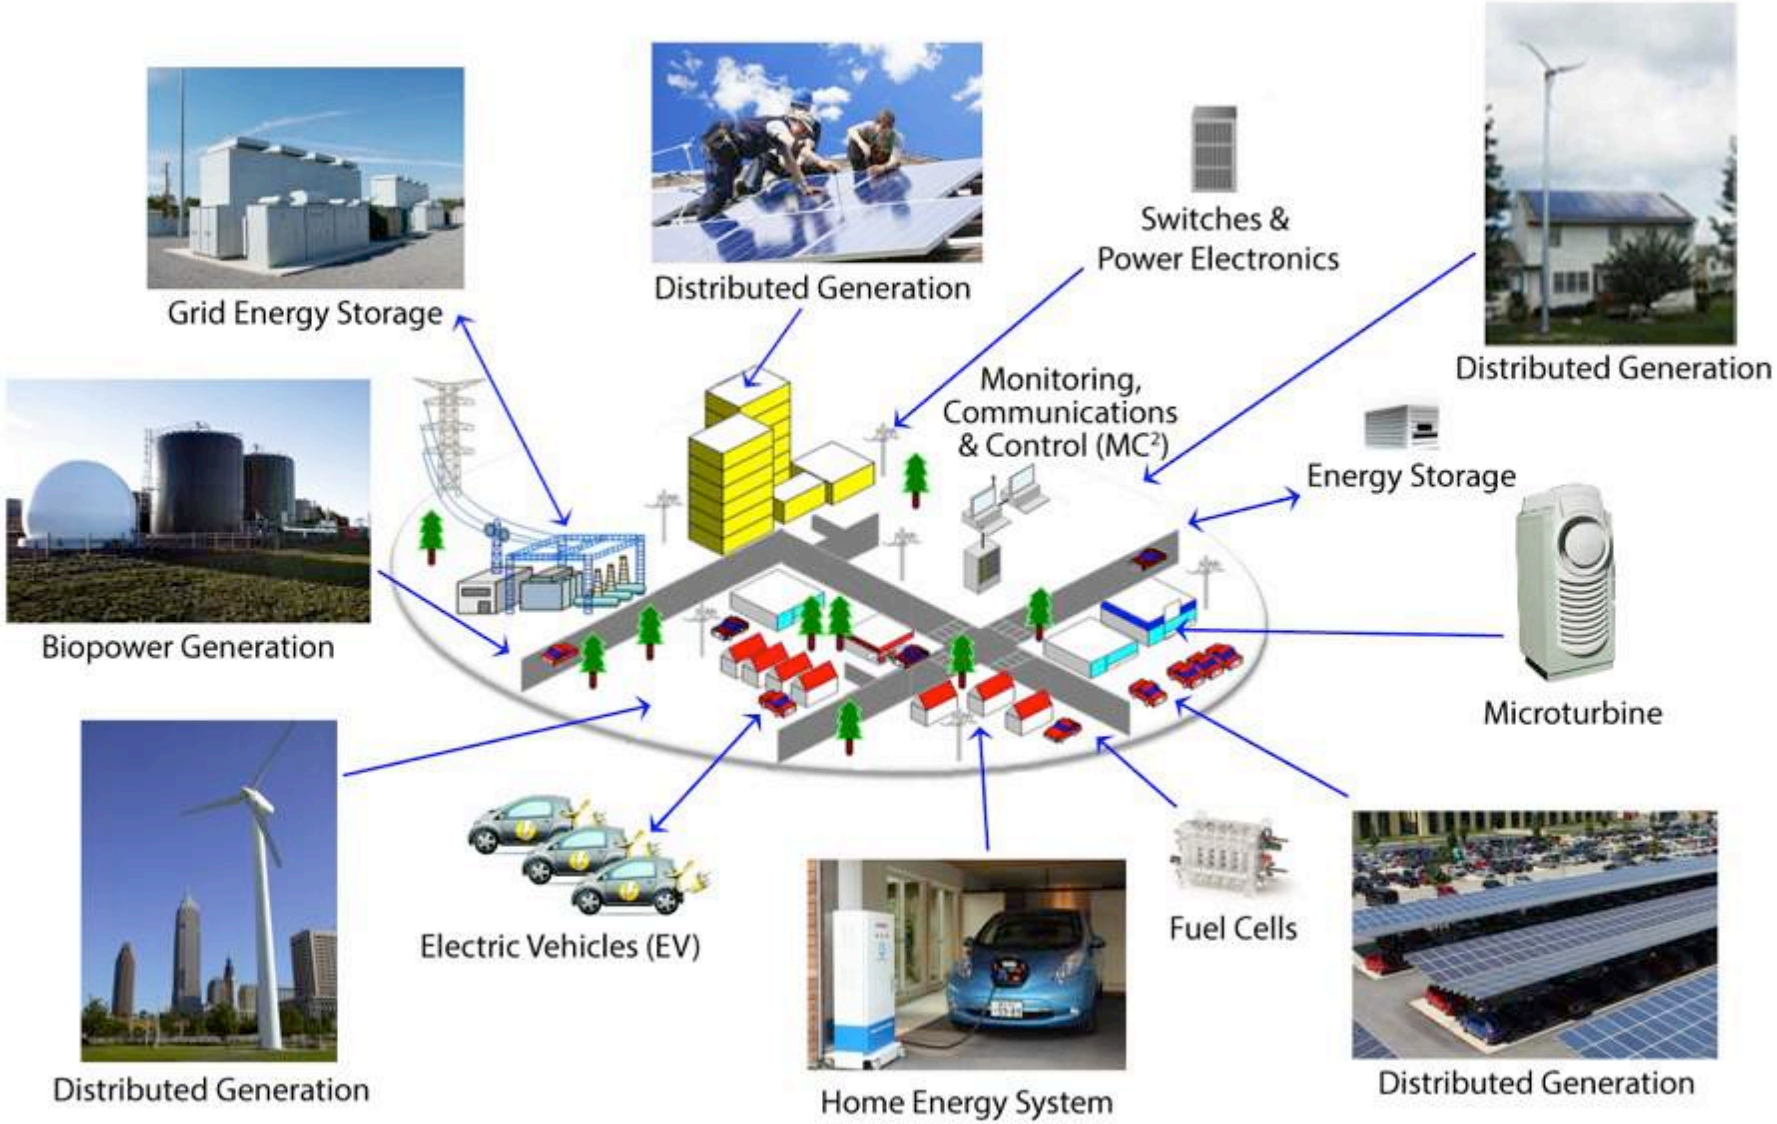 Grid Energy Storage
Distributed Generation
Switches &
Power Electronics
Distributed Generation
Monitoring,
Communications
& Control (MC²)
Energy Storage
Biopower Generation
Microturbine
Electric Vehicles (EV)
Fuel Cells
Distributed Generation
Home Energy System
Distributed Generation